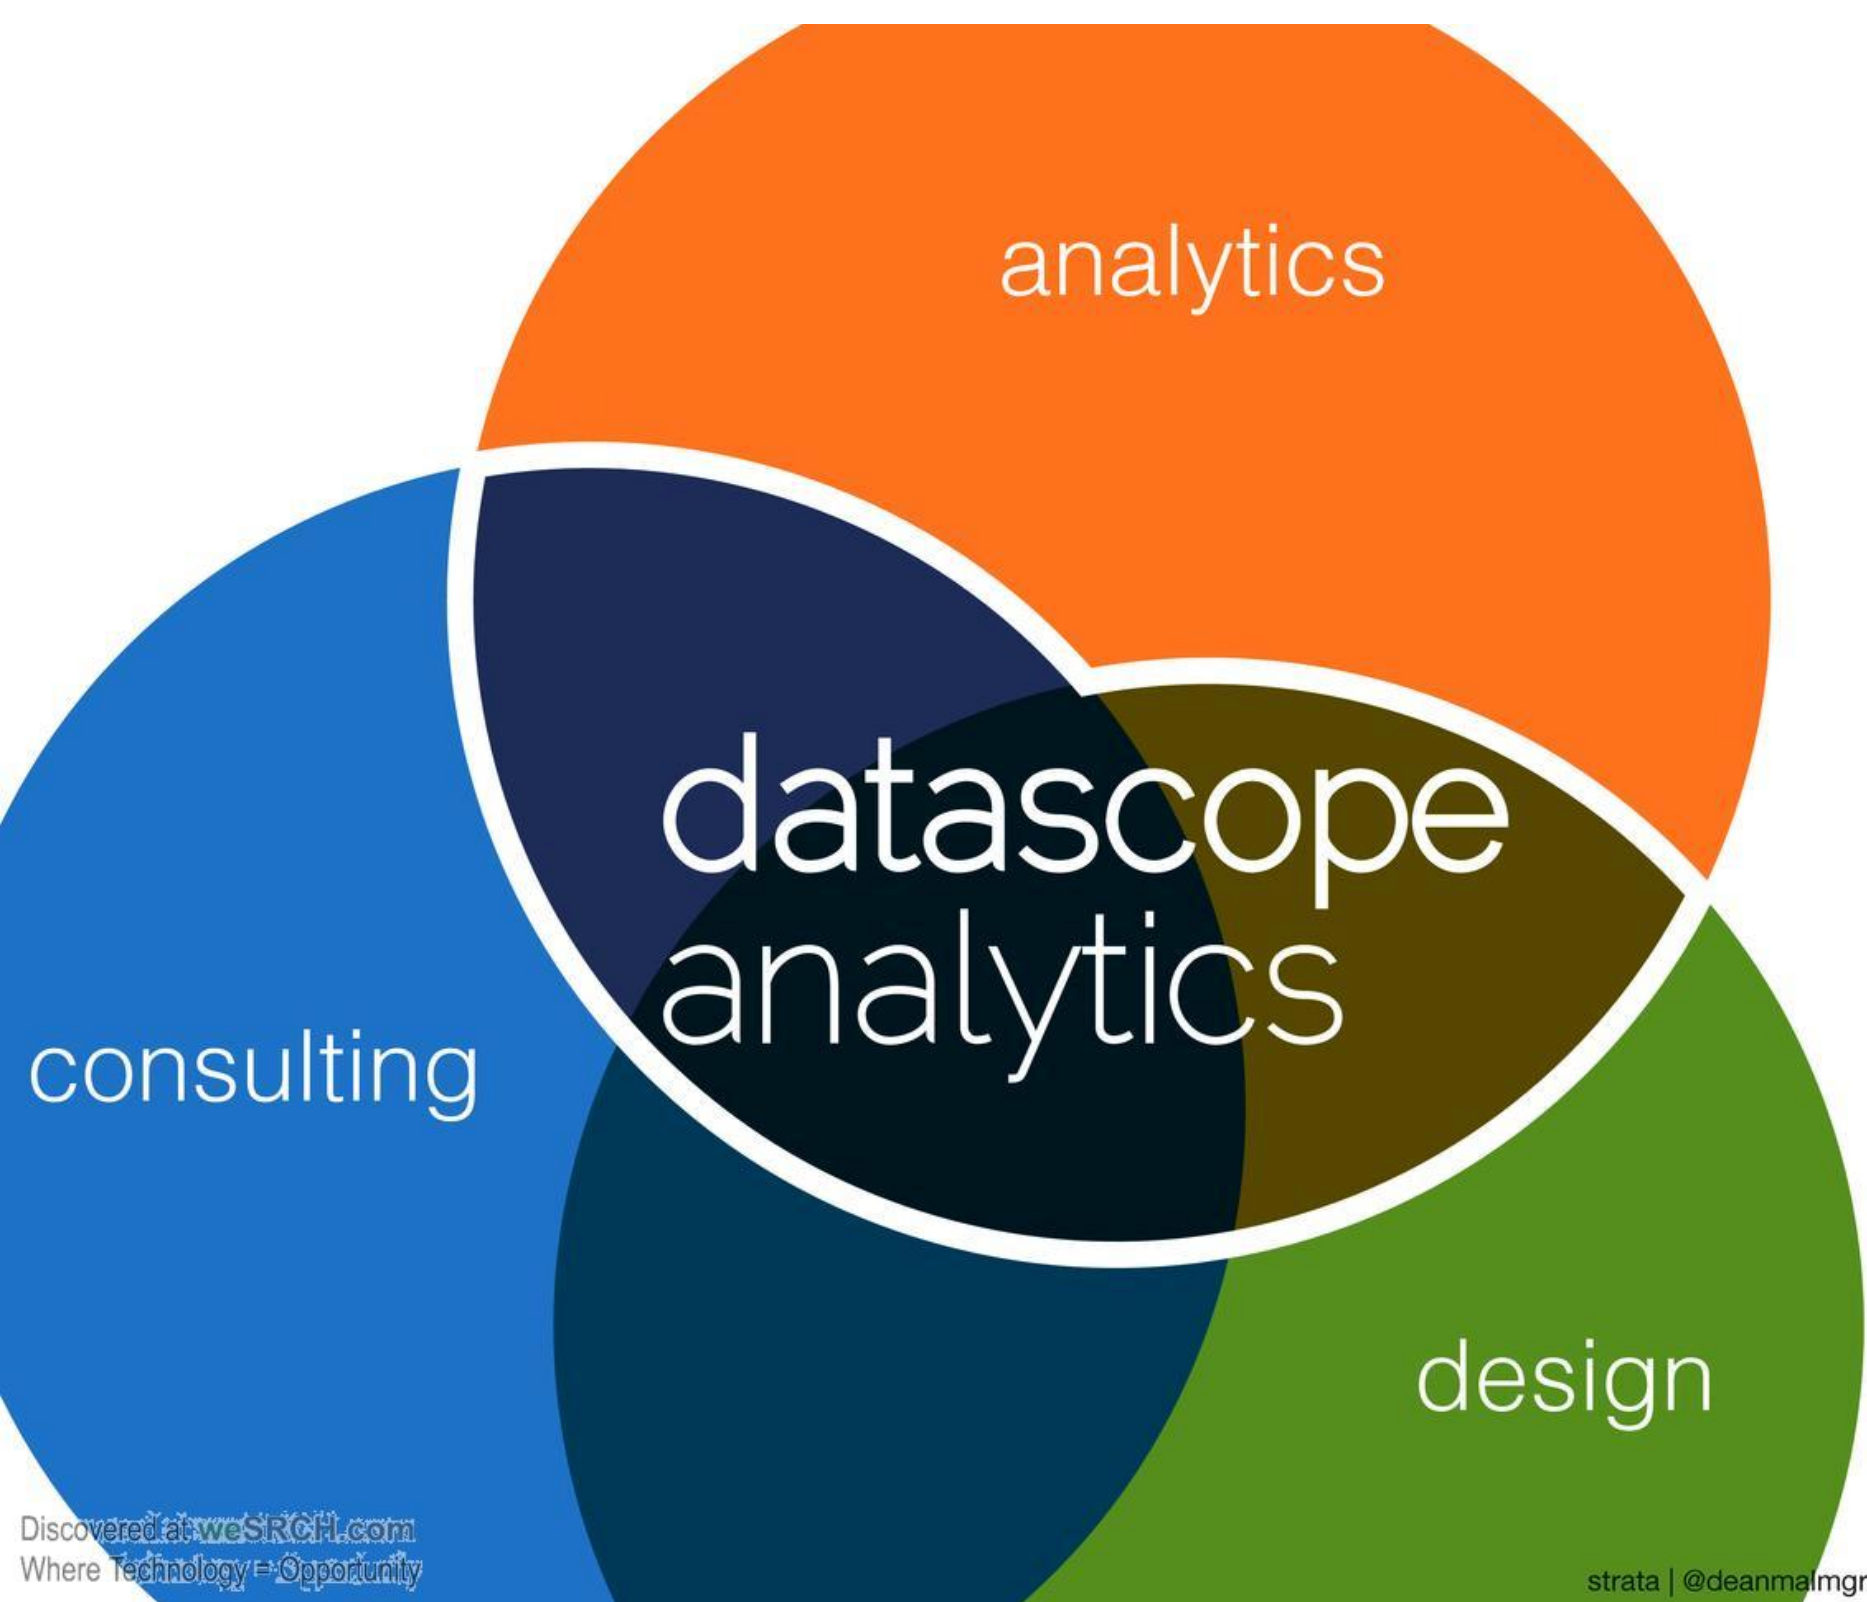 analytics
datascope
analytics
consulting
design
Discovered at weSRCH.com
Where Technology = Opportunity
strata | @deanmalmgr